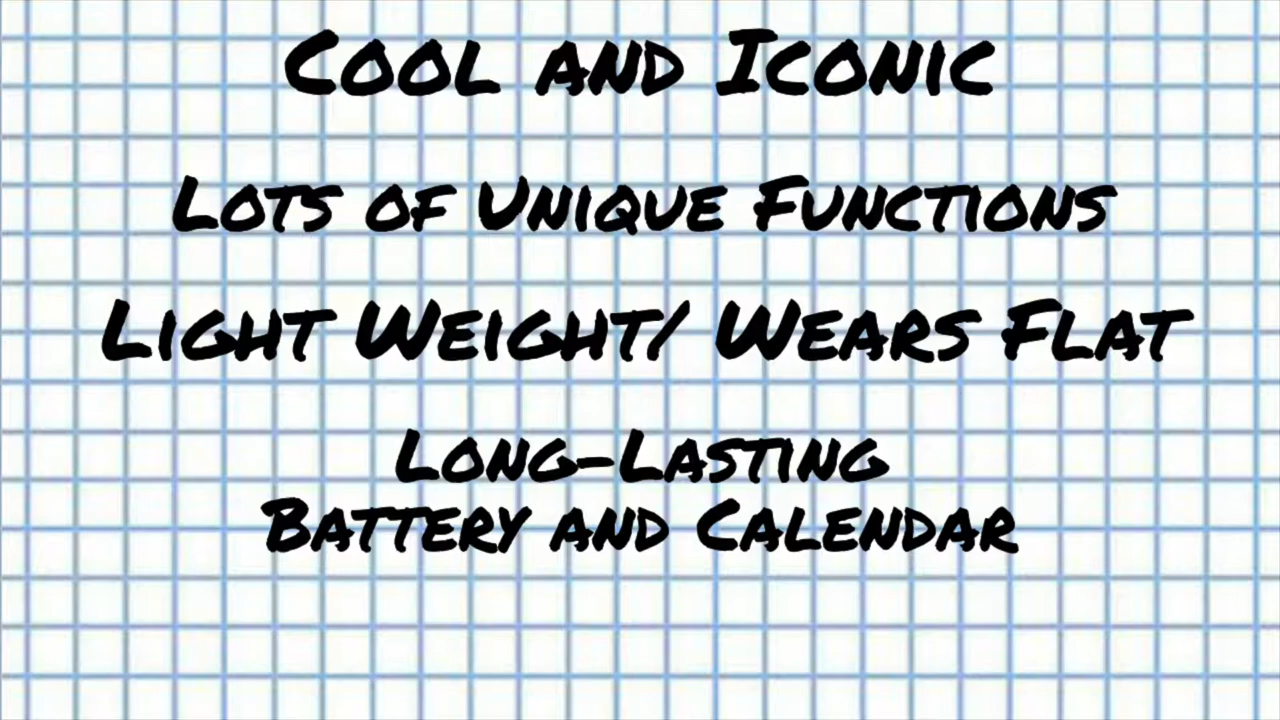 Cool and Iconic
Lots of Unique Functions
Light Weight/ Wears Flat
Long-Lasting
Battery and Calendar